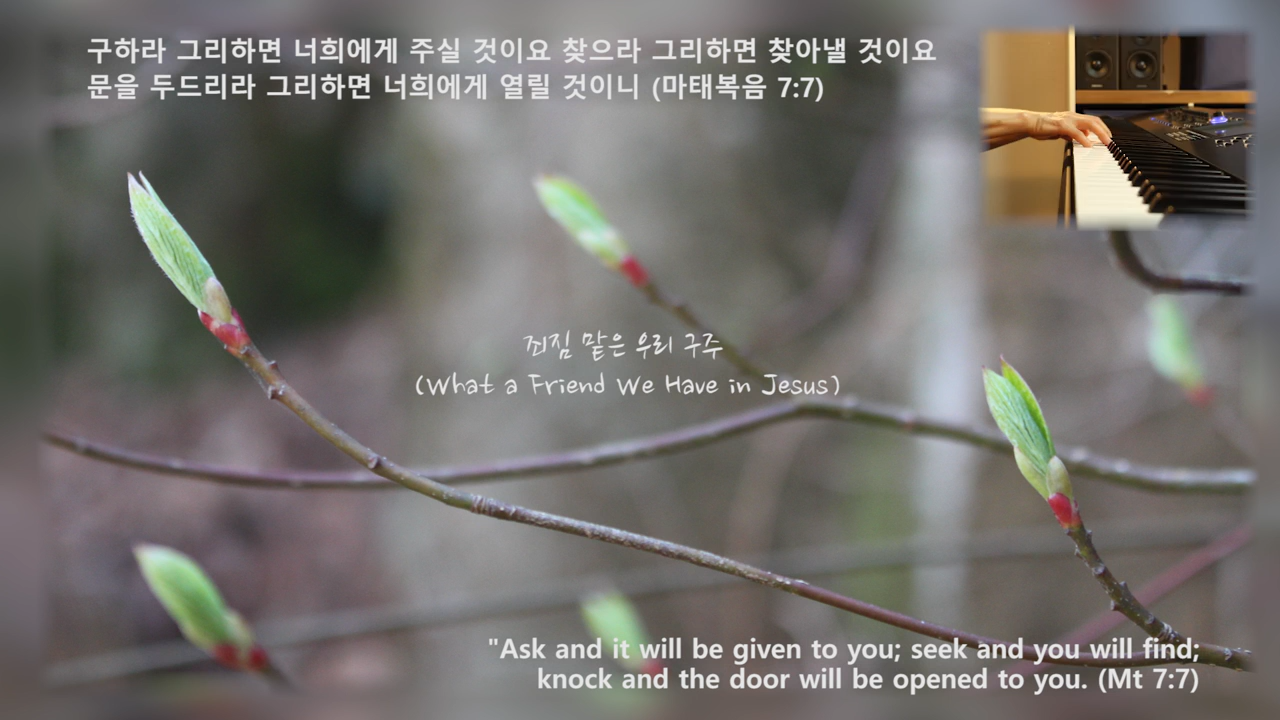 구하라 그리하면 너희에게 주실 것이요 찾으라 그리하면 찾아낼 것이요
문을 두드리라 그리하면 너희에게 열릴 것이니 (마태복음 7:7)
죄짐 맡은 우리 구주
(What a Friend We Have in Jesus)
"Ask and it will be given to you; seek and you will find;
knock and the door will be opened to you. (Mt 7:7)